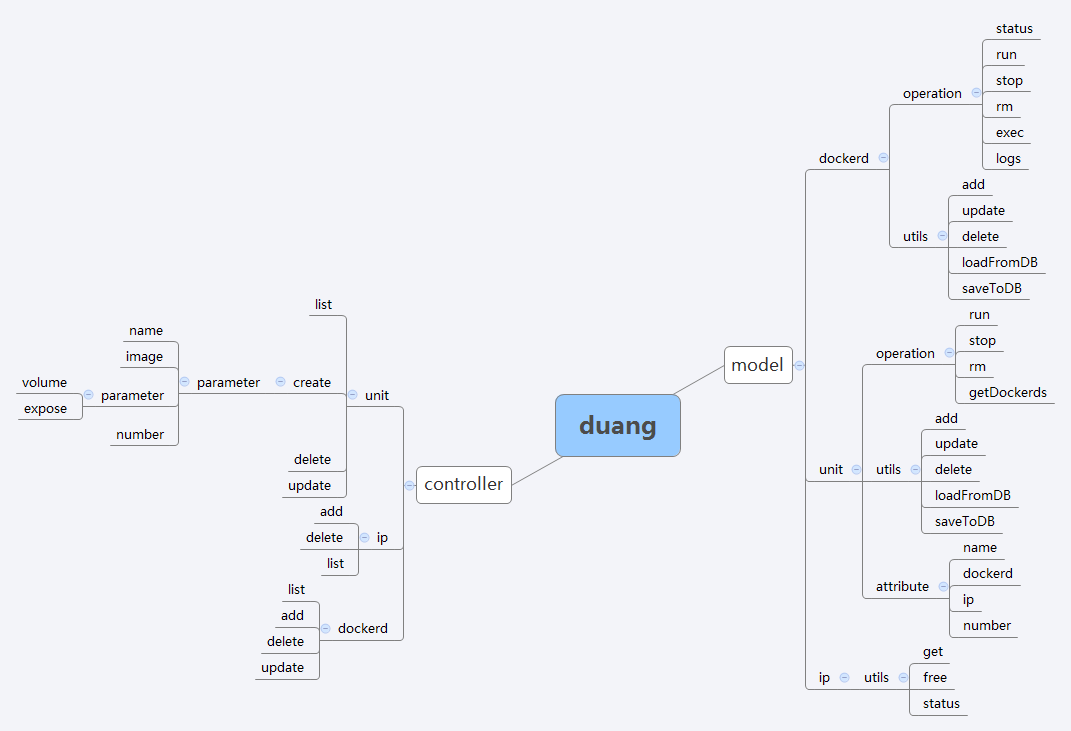 duang
model
dockerd
operation
status
run
stop
rm
exec
logs
utils
add
update
delete
loadFromDB
saveToDB
unit
operation
run
stop
rm
getDockerds
utils
add
update
delete
loadFromDB
saveToDB
attribute
name
dockerd
ip
number
ip
utils
get
free
status
controller
unit
list
create
parameter
name
image
parameter
volume
expose
number
delete
update
ip
add
delete
list
dockerd
list
add
delete
update